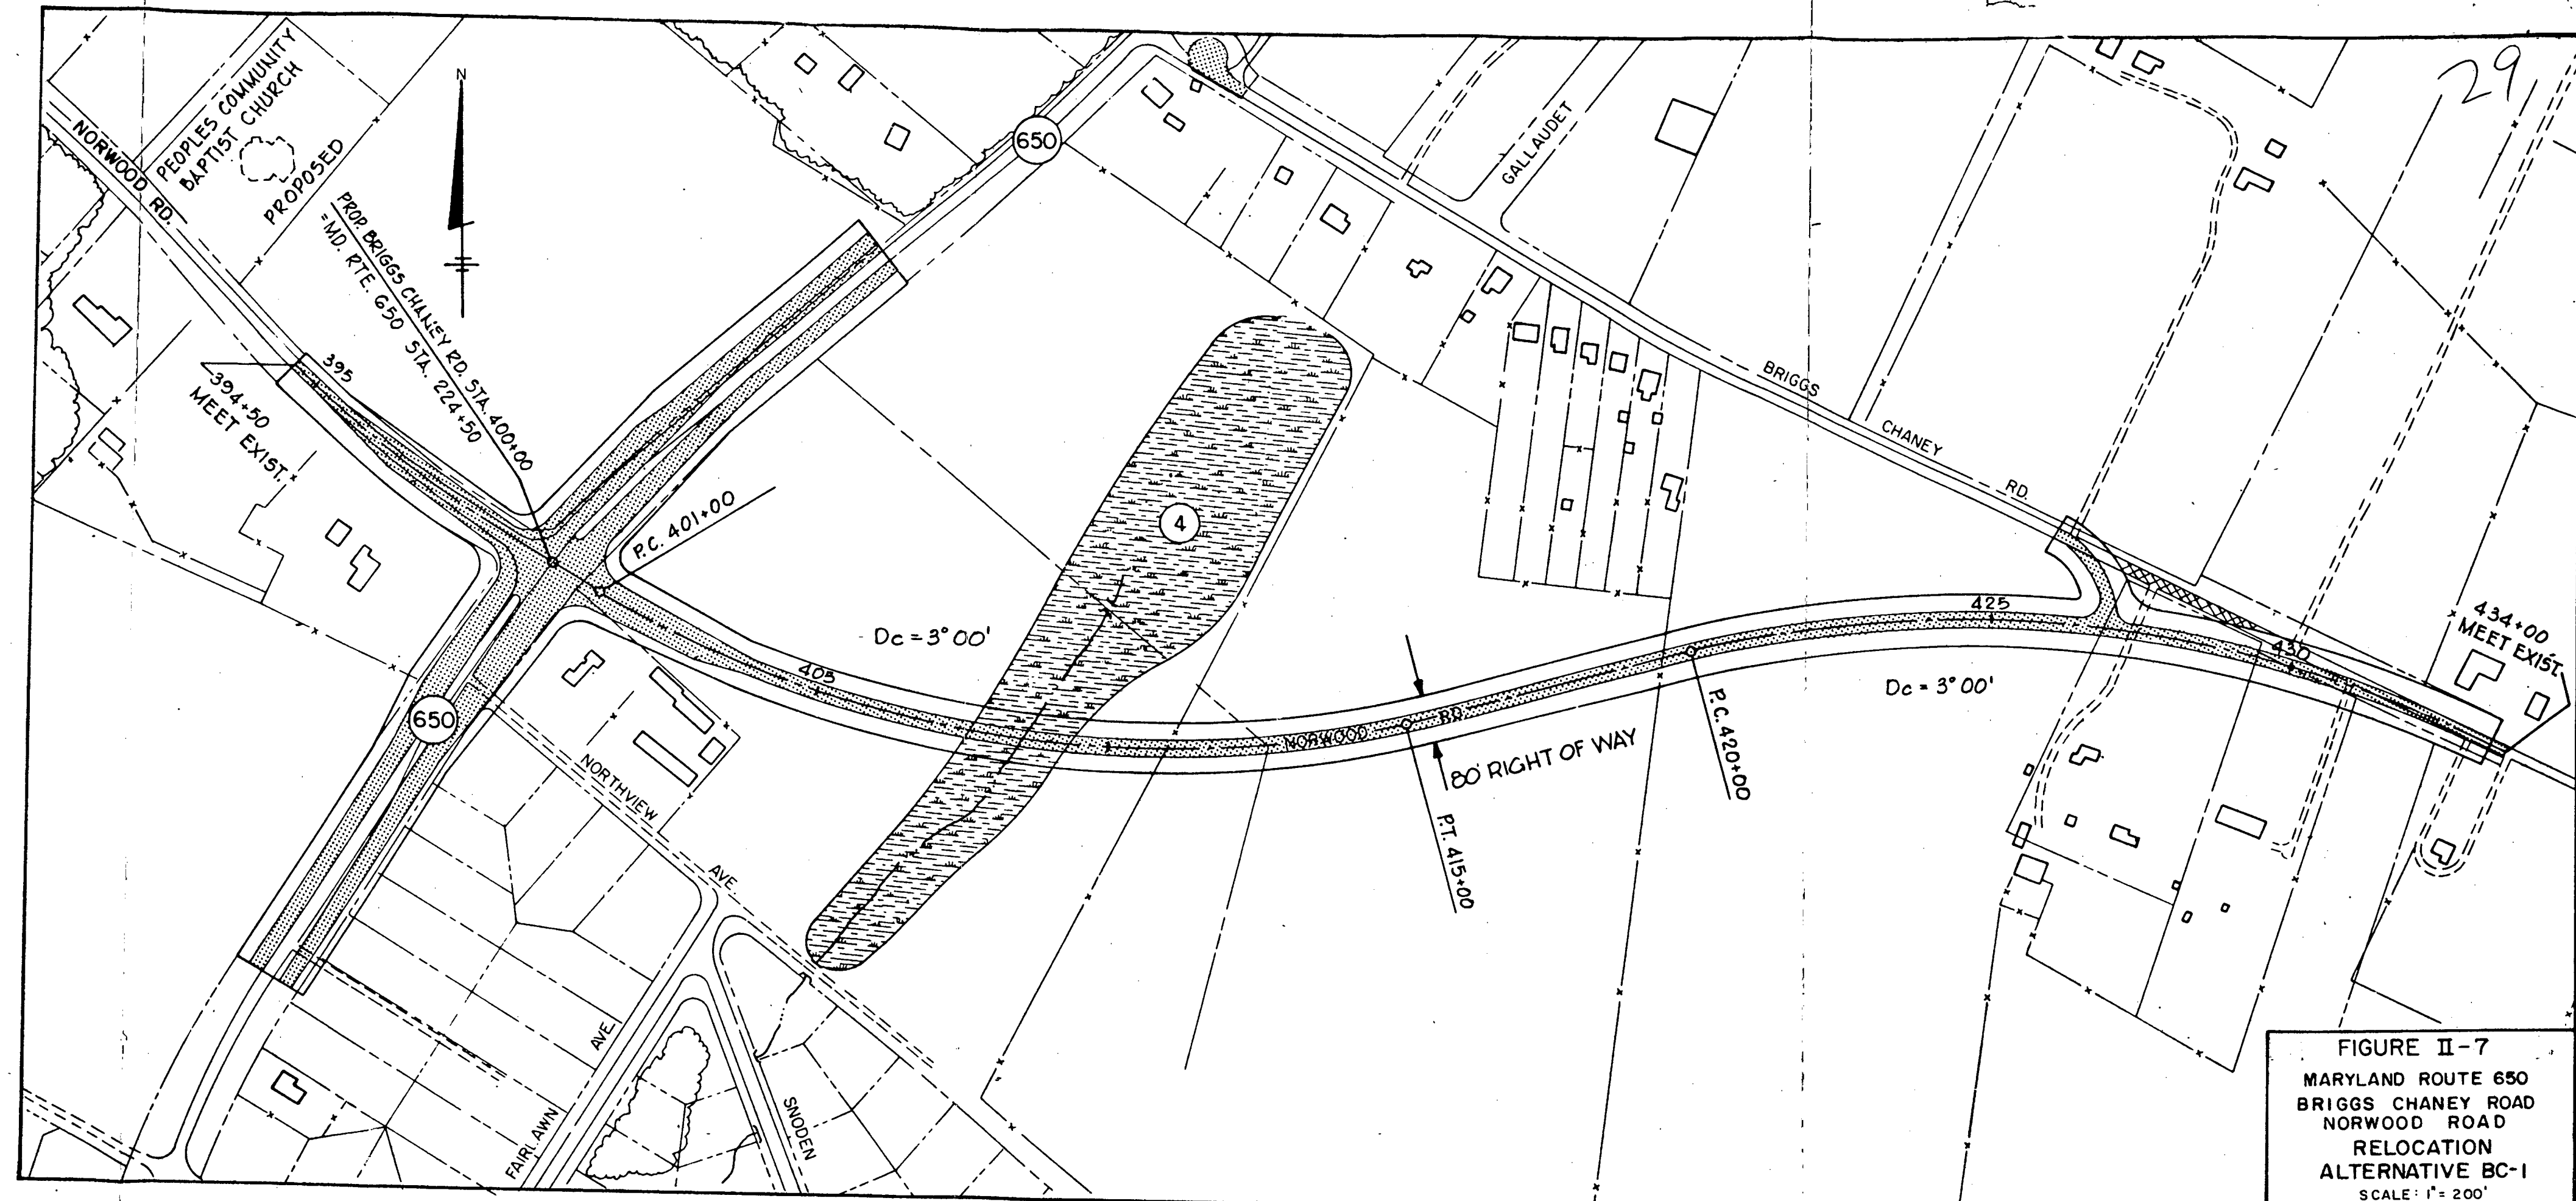 29
PEOPLES COMMUNITY
BAPTIST CHURCH
PROPOSED
NORWOOD RD.
N
650
GALLAUDET
PROP. BRIGGS CHANEY RD. STA. 400+00
=MD. RTE. 650 STA. 224+50
395
394+50
MEET EXIST.
P.C. 401+00
4
BRIGGS
CHANEY
RD.
Dc = 3°00'
405
425
430
434+00
MEET EXIST.
Dc = 3°00'
NORWOOD RD.
80' RIGHT OF WAY
P.C. 420+00
P.T. 415+00
650
NORTHVIEW
AVE.
FAIRLAWN
AVE.
SNODEN
FIGURE II-7
MARYLAND ROUTE 650
BRIGGS CHANEY ROAD
NORWOOD ROAD
RELOCATION
ALTERNATIVE BC-1
SCALE: 1" = 200'